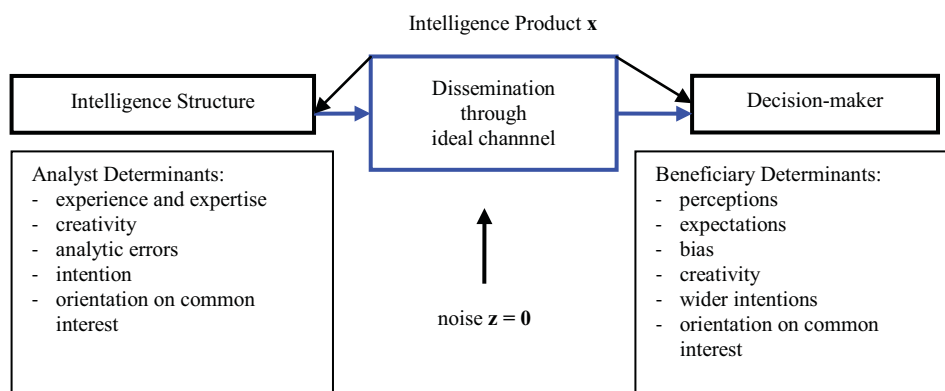 Intelligence Product x
Intelligence Structure
Dissemination
through
ideal channnel
Decision-maker
Analyst Determinants:
- experience and expertise
- creativity
- analytic errors
- intention
- orientation on common
interest
noise z = 0
Beneficiary Determinants:
- perceptions
- expectations
- bias
- creativity
- wider intentions
- orientation on common
interest